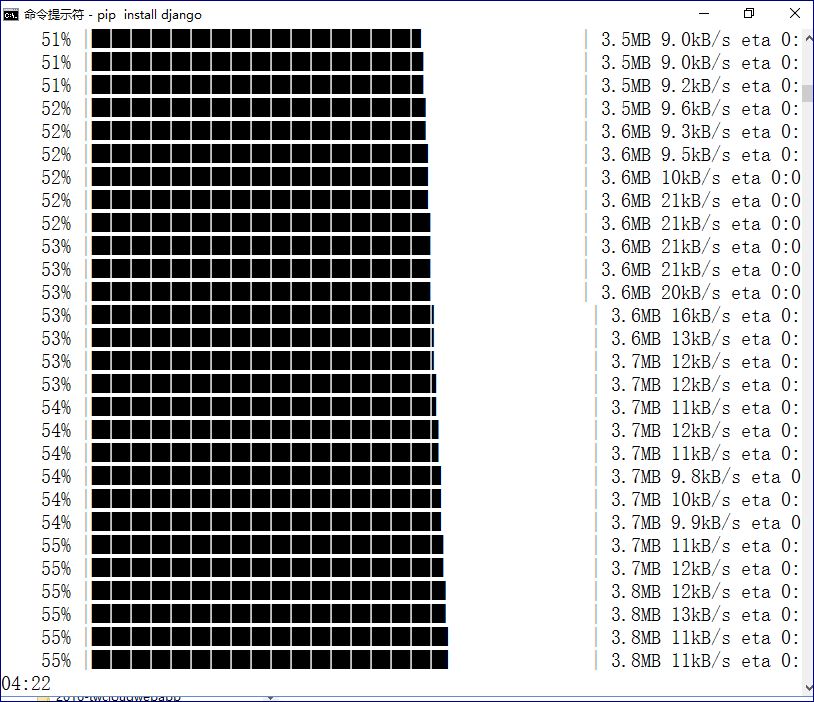 命令提示符 - pip install django
51% | 3.5MB 9.0kB/s eta 0:
51% | 3.5MB 9.0kB/s eta 0:
51% | 3.5MB 9.2kB/s eta 0:
52% | 3.5MB 9.6kB/s eta 0:
52% | 3.6MB 9.3kB/s eta 0:
52% | 3.6MB 9.5kB/s eta 0:
52% | 3.6MB 10kB/s eta 0:0
52% | 3.6MB 21kB/s eta 0:0
52% | 3.6MB 21kB/s eta 0:0
53% | 3.6MB 21kB/s eta 0:0
53% | 3.6MB 21kB/s eta 0:0
53% | 3.6MB 20kB/s eta 0:0
53% | 3.6MB 16kB/s eta 0:
53% | 3.6MB 13kB/s eta 0:
53% | 3.7MB 12kB/s eta 0:
53% | 3.7MB 12kB/s eta 0:
54% | 3.7MB 11kB/s eta 0:
54% | 3.7MB 12kB/s eta 0:
54% | 3.7MB 11kB/s eta 0:
54% | 3.7MB 9.8kB/s eta 0
54% | 3.7MB 10kB/s eta 0:
54% | 3.7MB 9.9kB/s eta 0
55% | 3.7MB 11kB/s eta 0:
55% | 3.7MB 12kB/s eta 0:
55% | 3.8MB 12kB/s eta 0:
55% | 3.8MB 13kB/s eta 0:
55% | 3.8MB 11kB/s eta 0:
55% | 3.8MB 11kB/s eta 0:
04:22